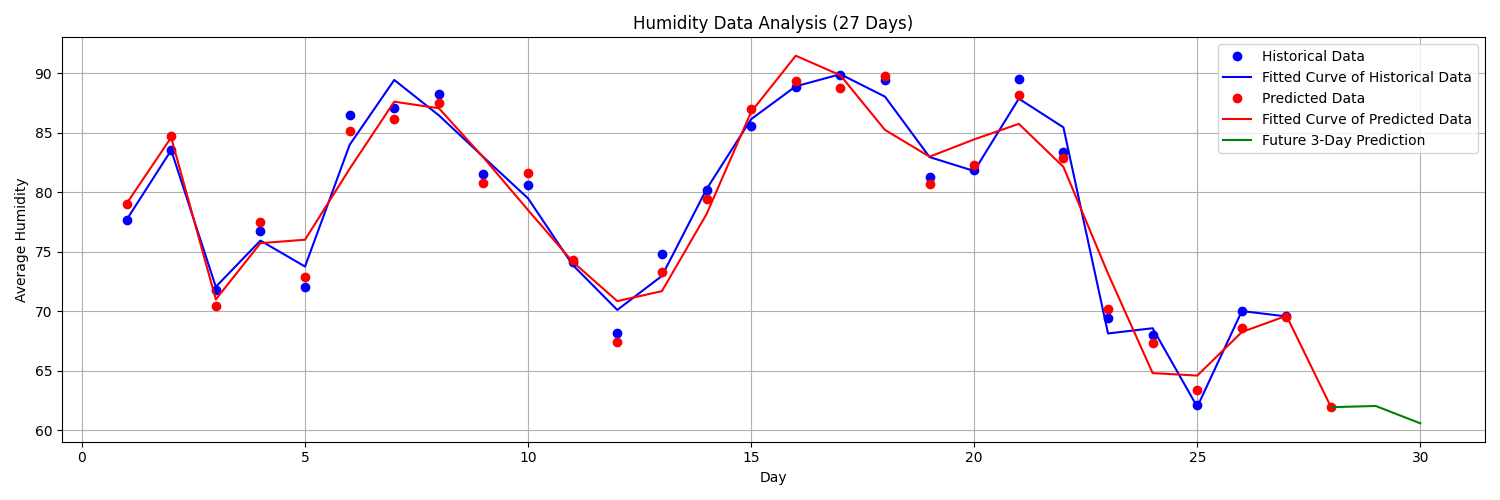 Humidity Data Analysis (27 Days)
Historical Data
Fitted Curve of Historical Data
Predicted Data
Fitted Curve of Predicted Data
Future 3-Day Prediction
Average Humidity
90
85
80
75
70
65
60
0 5 10 15 20 25 30
Day